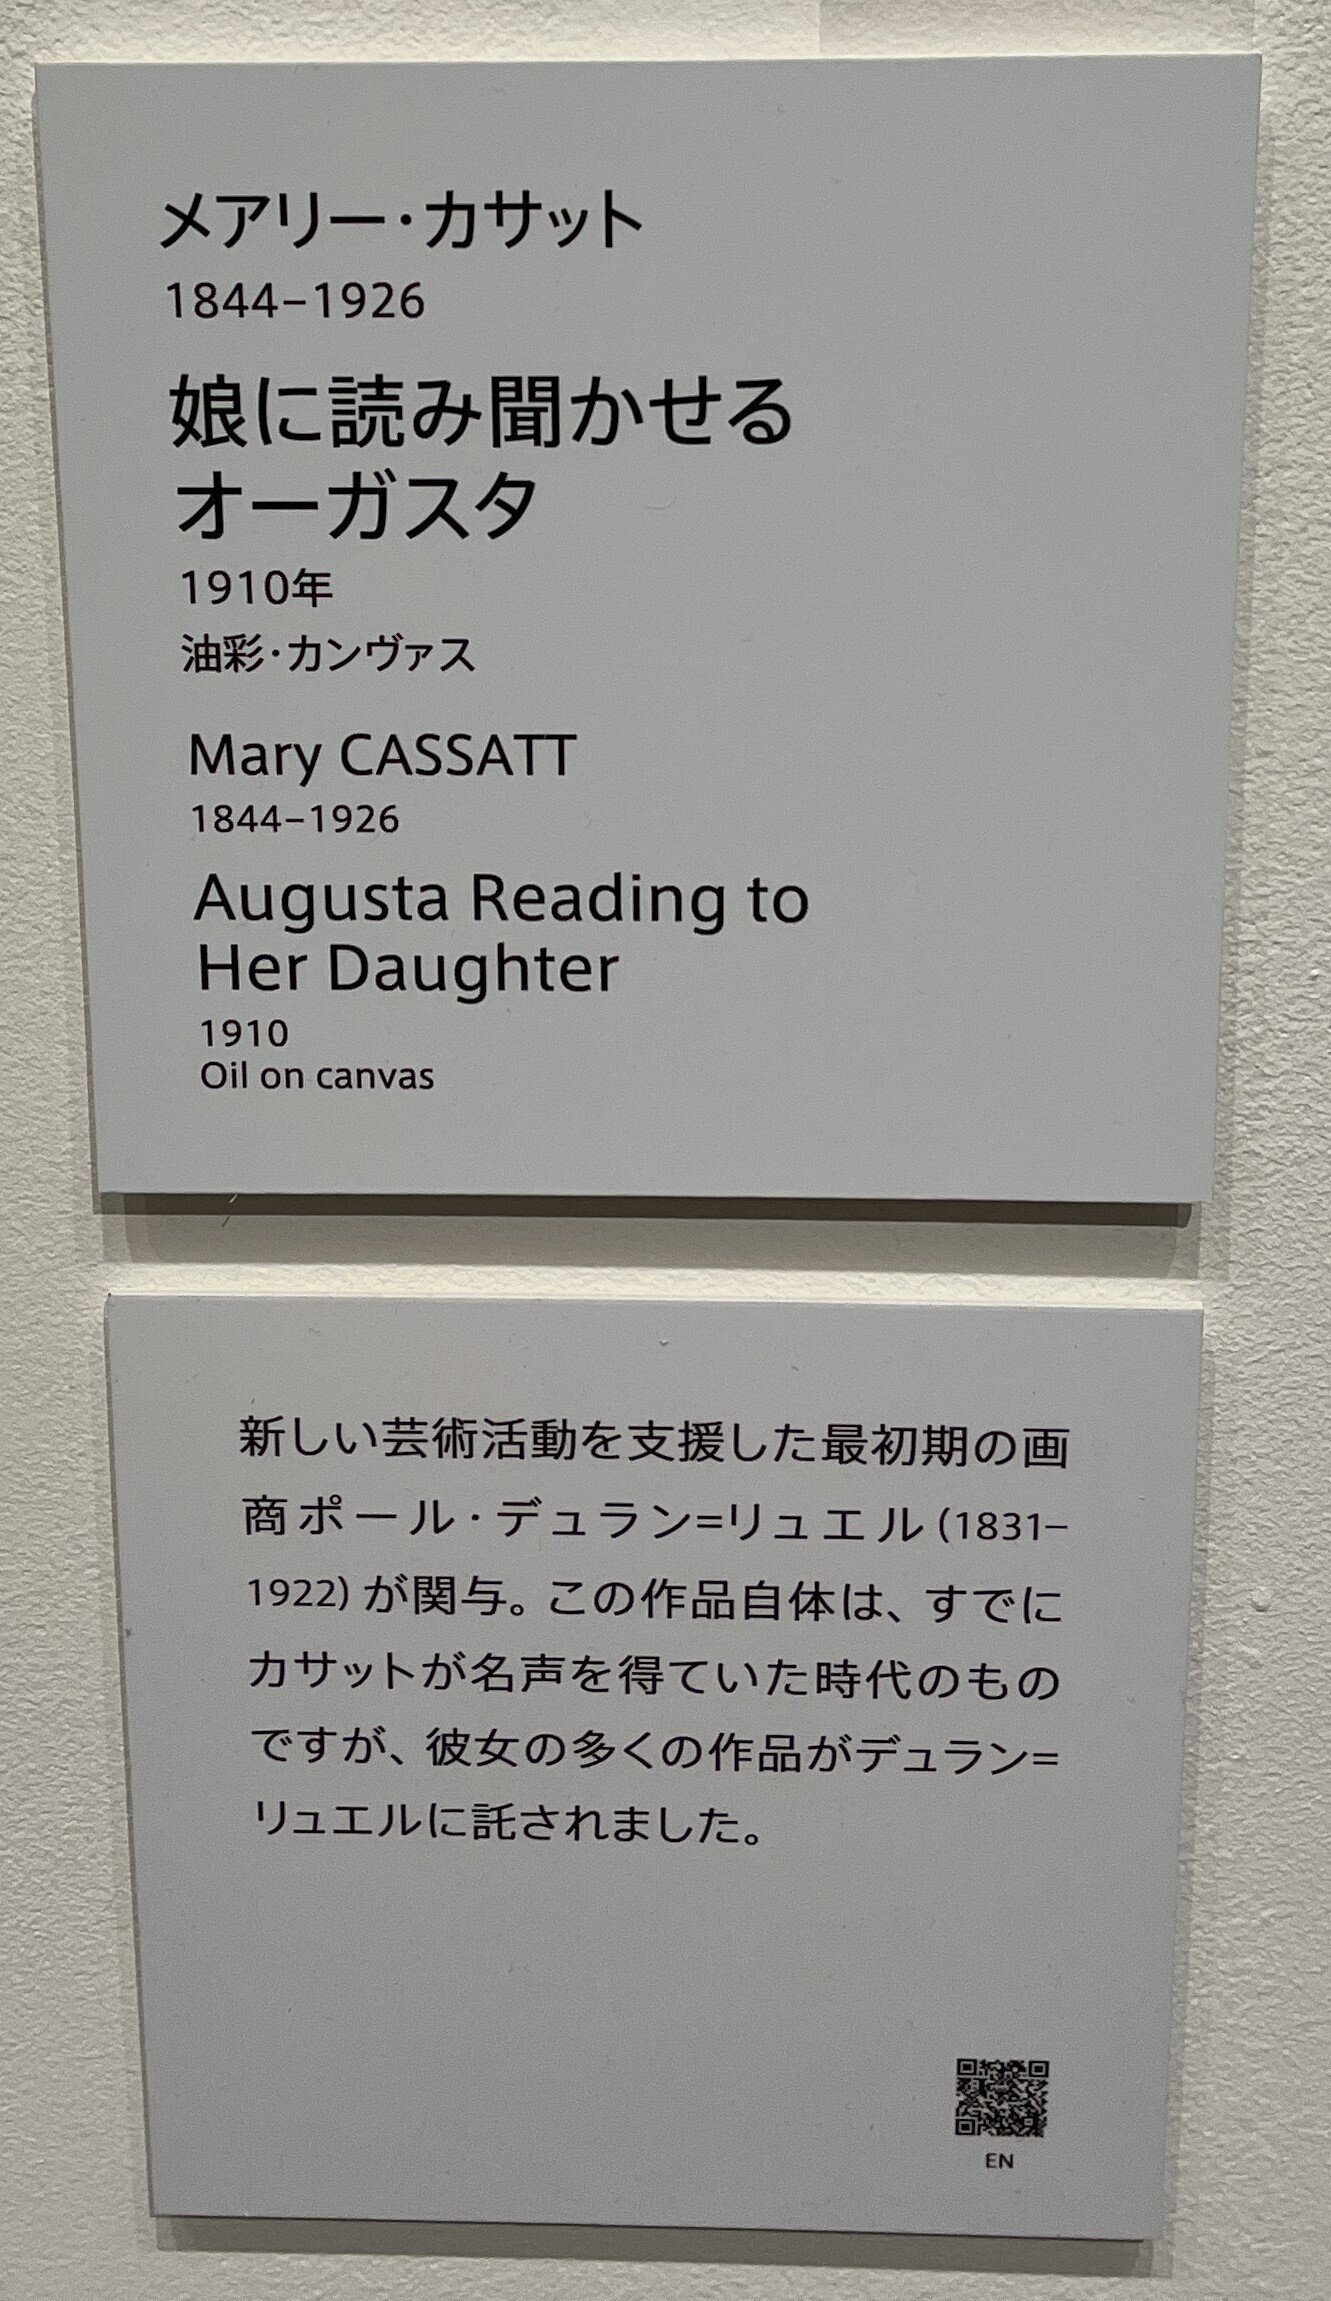 メアリー・カサット
1844–1926
娘に読み聞かせる
オーガスタ
1910年
油彩・カンヴァス
Mary CASSATT
1844–1926
Augusta Reading to
Her Daughter
1910
Oil on canvas
新しい芸術活動を支援した最初期の画
商ポール・デュラン=リュエル(1831–
1922)が関与。この作品自体は、すでに
カサットが名声を得ていた時代のもの
ですが、彼女の多くの作品がデュラン=
リュエルに託されました。
EN